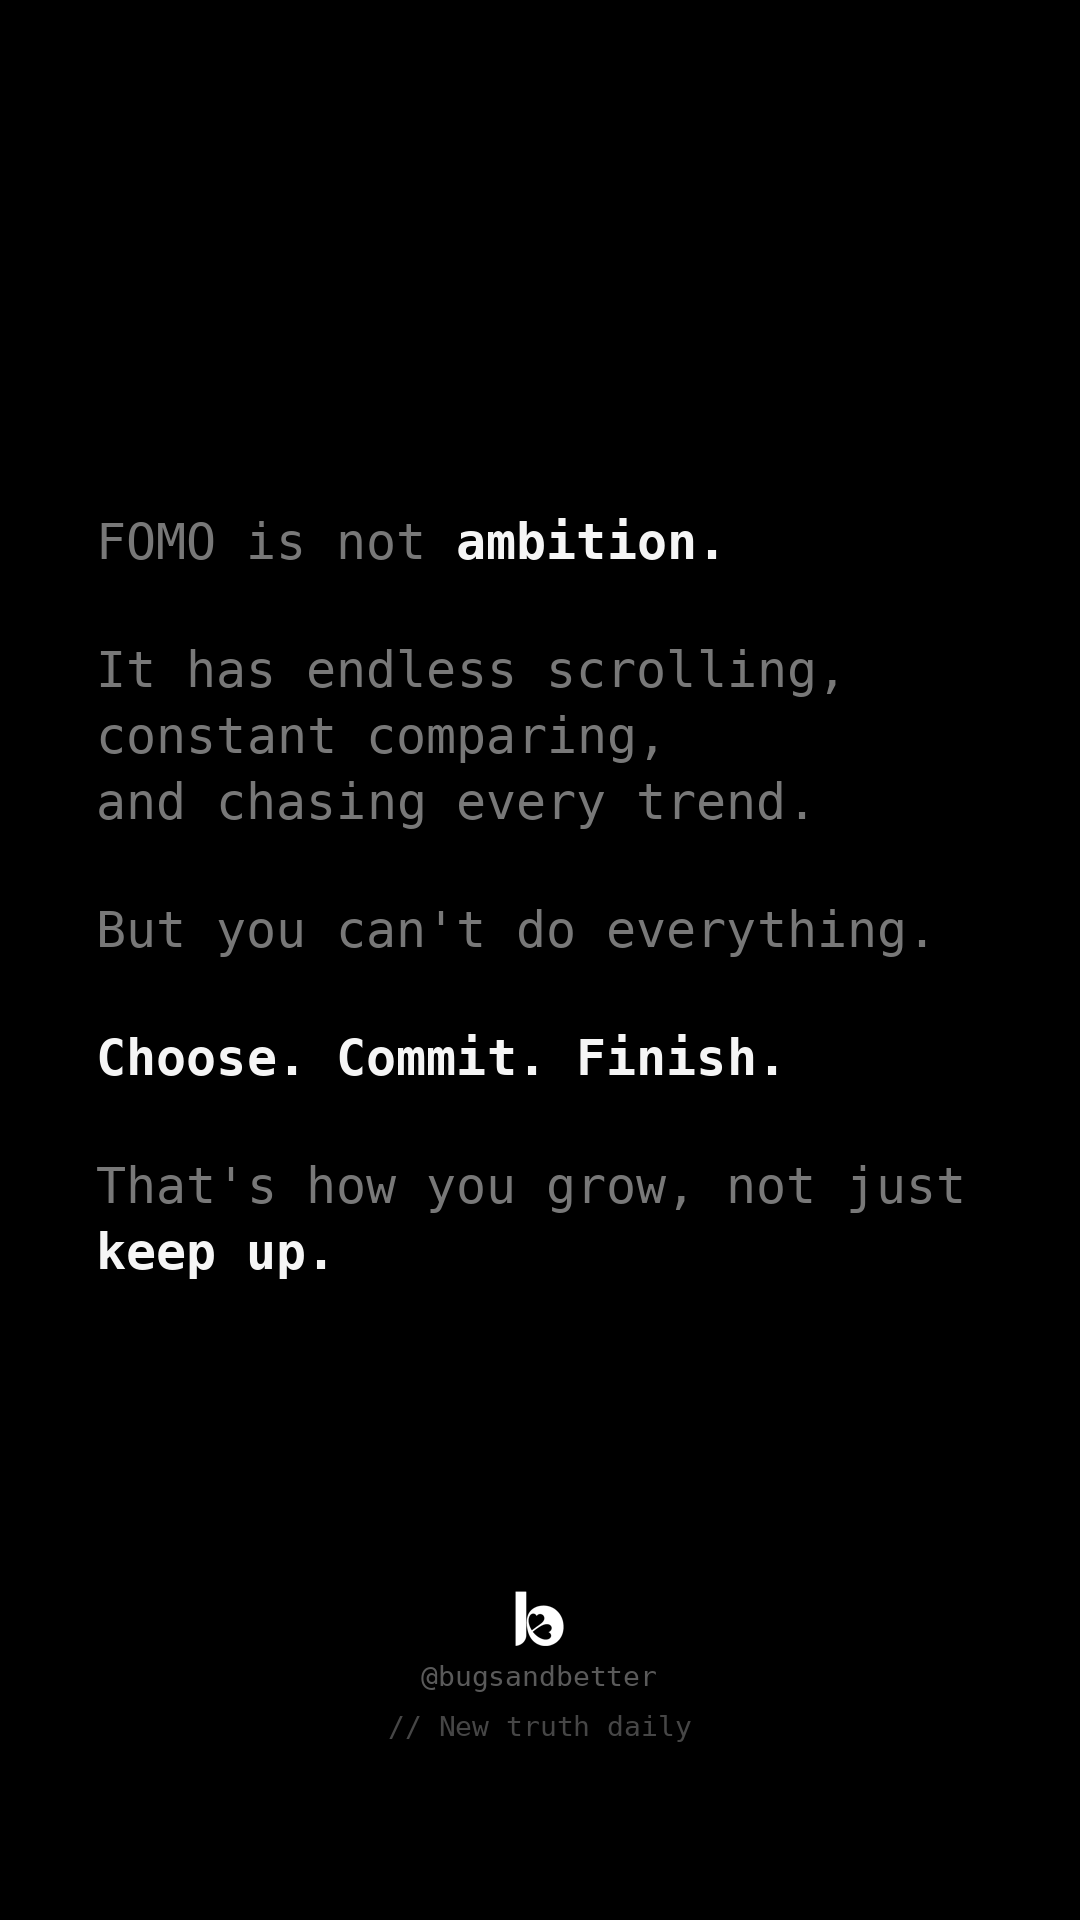 FOMO is not ambition.
It has endless scrolling,
constant comparing,
and chasing every trend.
But you can't do everything.
Choose. Commit. Finish.
That's how you grow, not just
keep up.
@bugsandbetter
// New truth daily